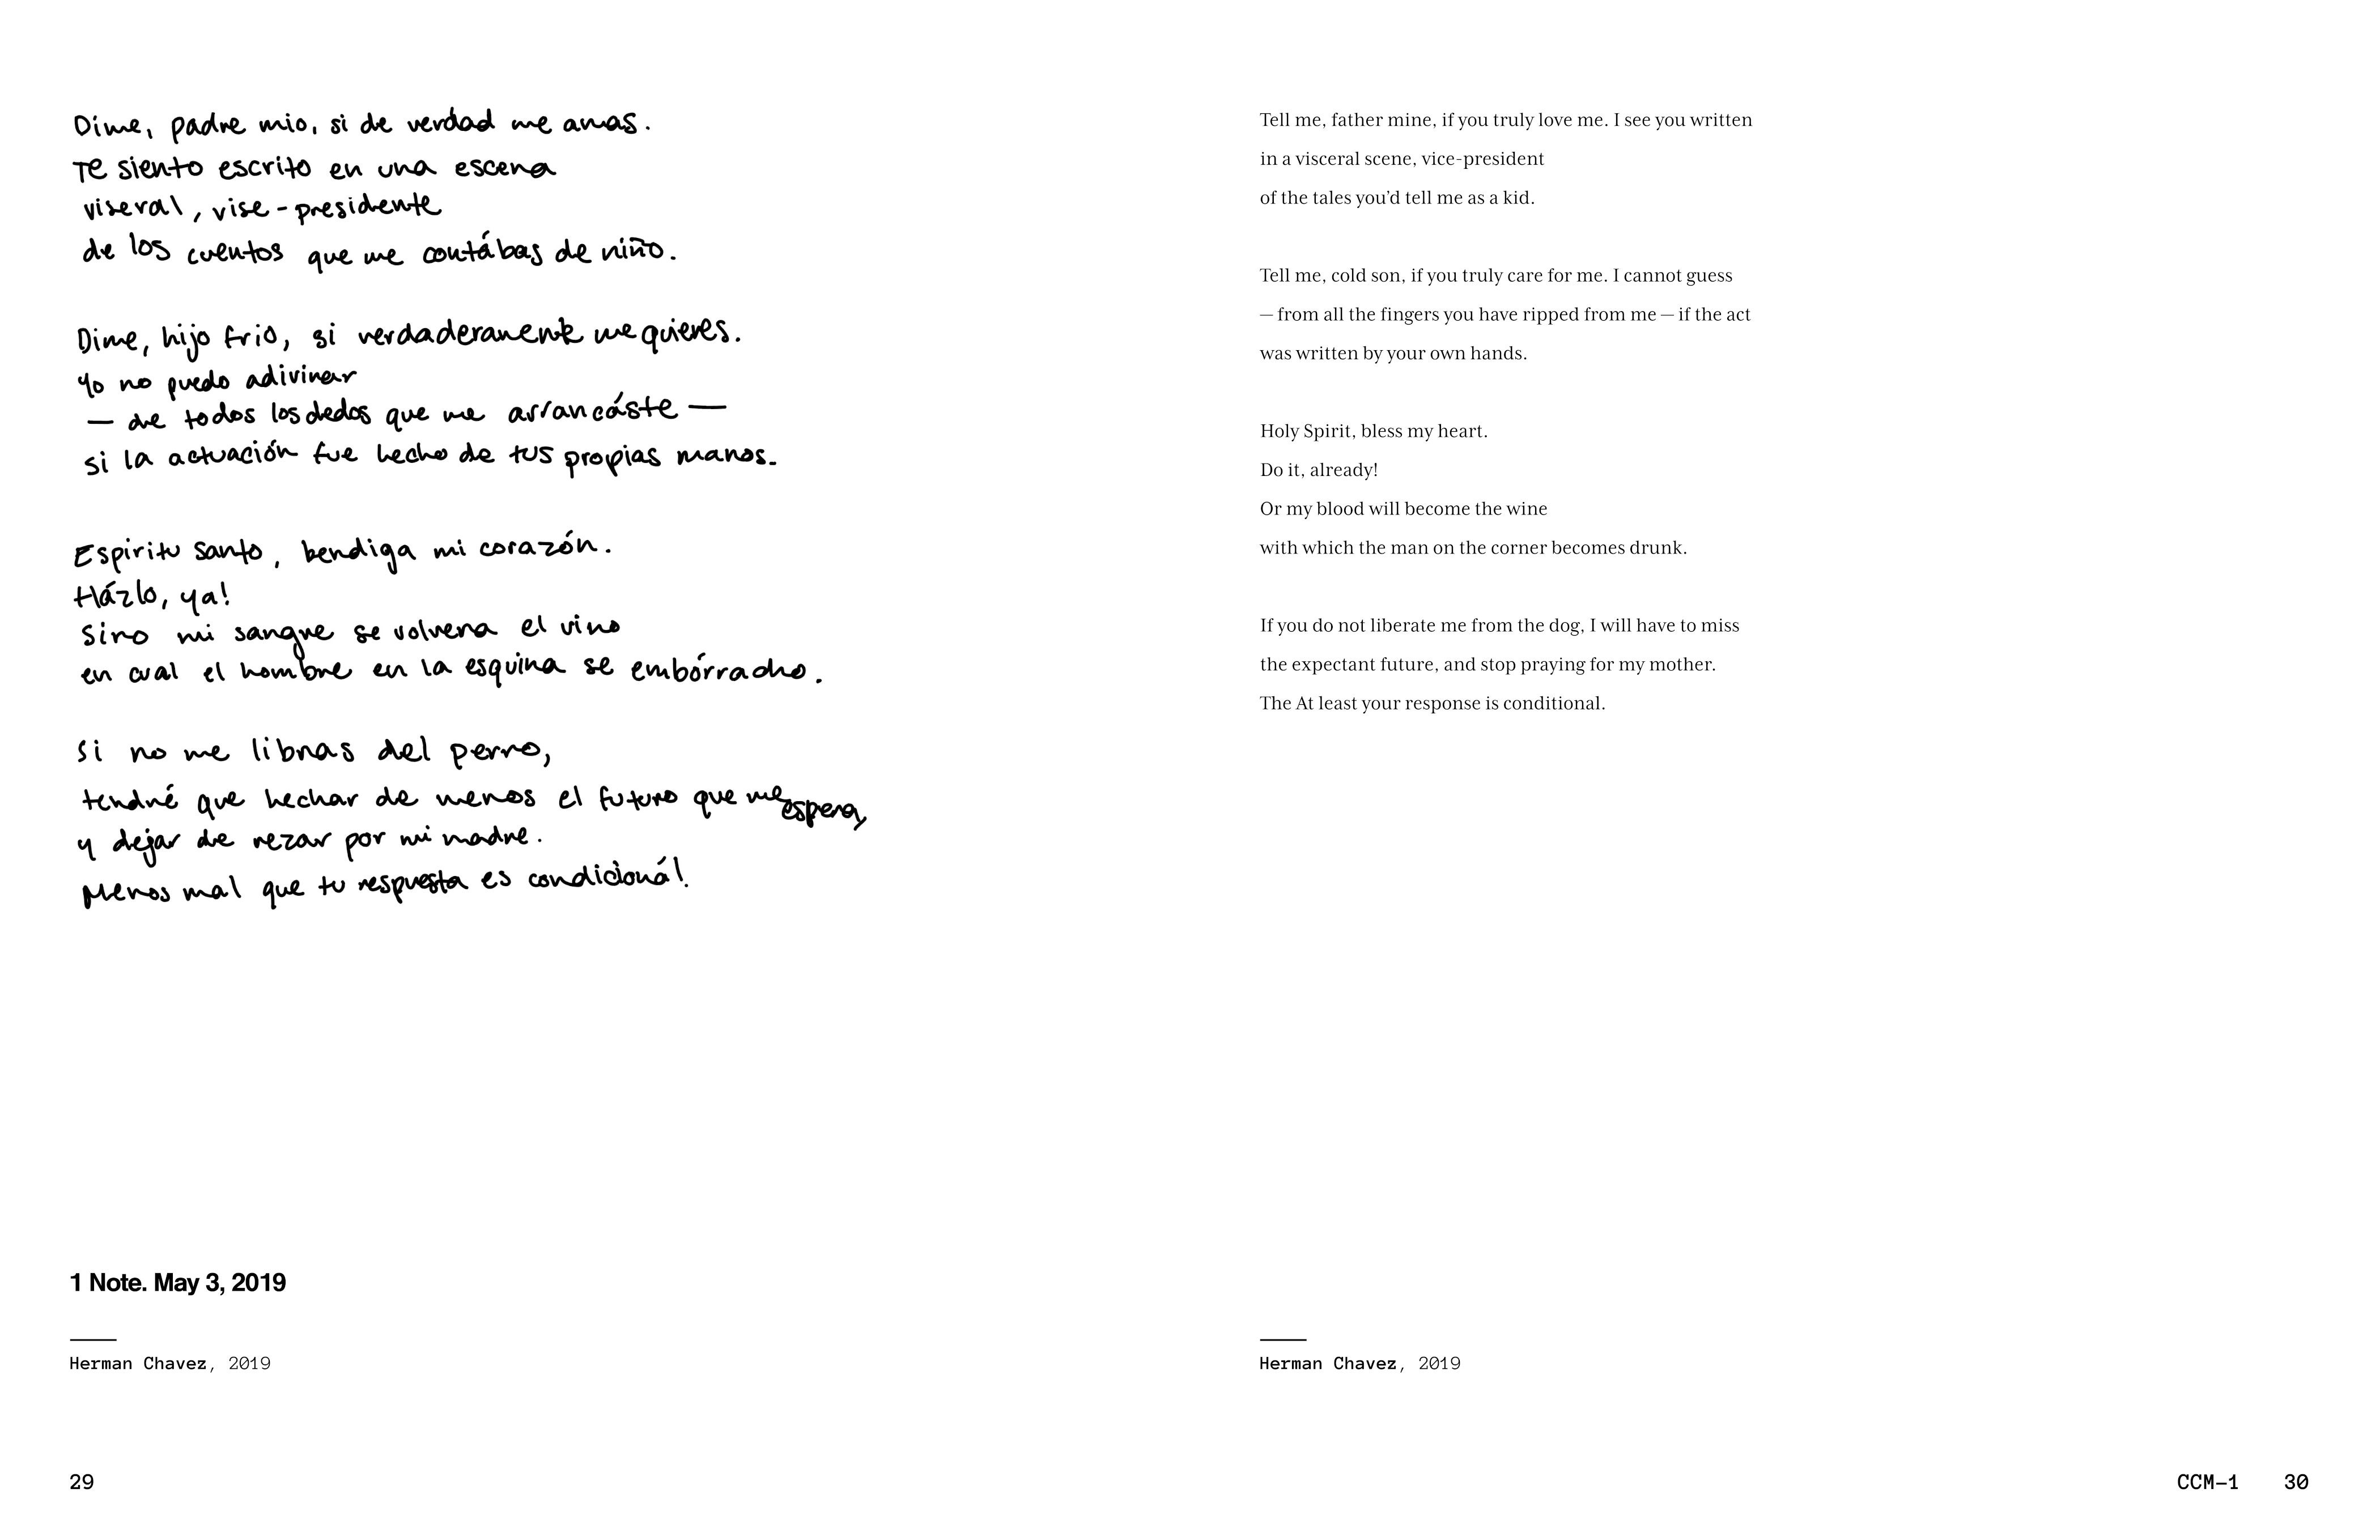 Dime, padre mio, si de verdad me amas.
Te siento escrito en una escena
viseral, vise-presidente
de los cuentos que me contábas de niño.
Dime, hijo frio, si verdaderamente me quieres.
Yo no puedo adivinar
— de todos los dedos que me arrancáste —
si la actuación fue hecho de tus propias manos.
Espiritu santo, bendiga mi corazón.
Házlo, ya!
Sino mi sangre se volvera el vino
en cual el hombre en la esquina se embórracho.
Si no me libras del perro,
tendré que hechar de menos el futuro que me espera,
y dejar de rezar por mi madre.
Menos mal que tu respuesta es condicionál.
1 Note. May 3, 2019
Herman Chavez, 2019
29
Tell me, father mine, if you truly love me. I see you written
in a visceral scene, vice-president
of the tales you’d tell me as a kid.
Tell me, cold son, if you truly care for me. I cannot guess
— from all the fingers you have ripped from me — if the act
was written by your own hands.
Holy Spirit, bless my heart.
Do it, already!
Or my blood will become the wine
with which the man on the corner becomes drunk.
If you do not liberate me from the dog, I will have to miss
the expectant future, and stop praying for my mother.
The At least your response is conditional.
Herman Chavez, 2019
CCM–1 30